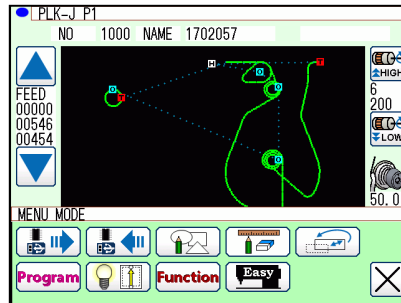 PLK-J P1
NO 1000 NAME 1702057
H
T
O
O
O
T
O
FEED
00000
00546
00454
HIGH
6
200
LOW
50.0
MENU MODE
Program
Function
Easy